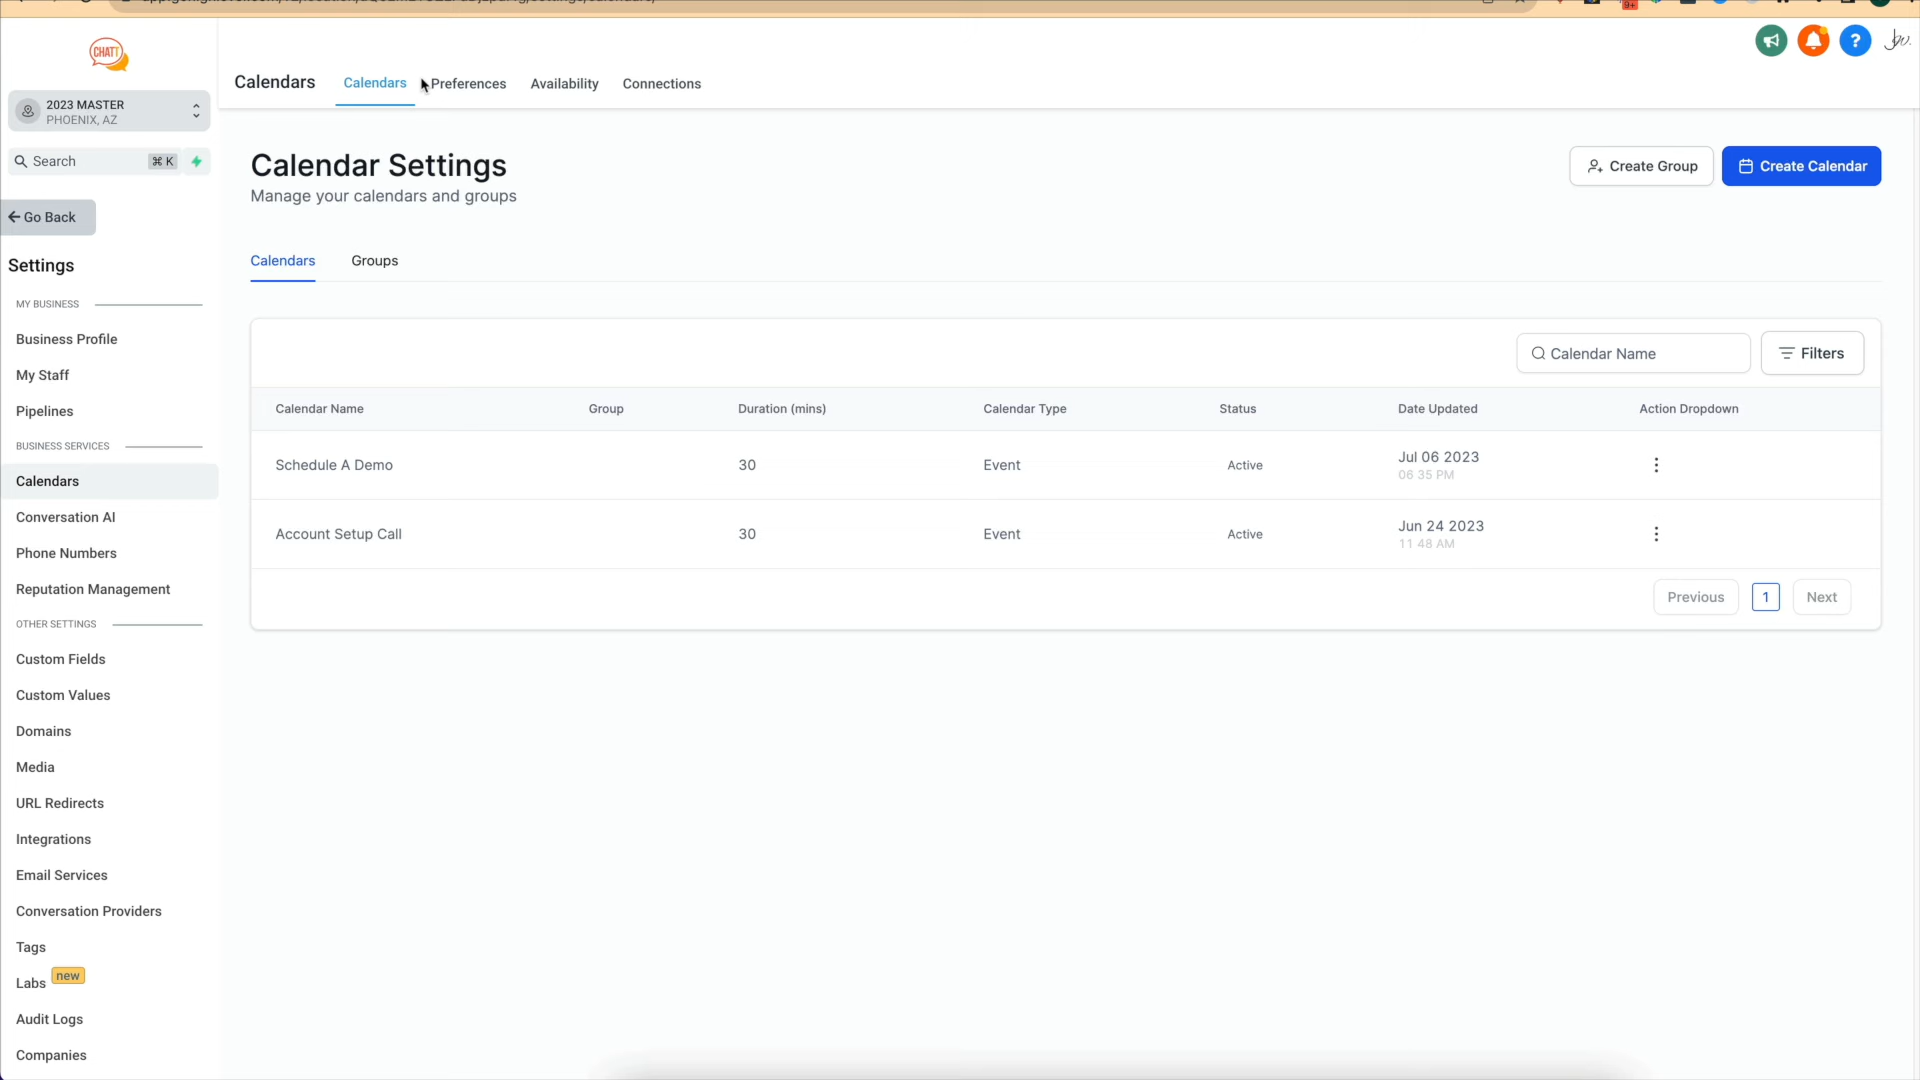 9+
CHATT
2023 MASTER
PHOENIX, AZ
Search ⌘ K
Go Back
Settings
MY BUSINESS
Business Profile
My Staff
Pipelines
BUSINESS SERVICES
Calendars
Conversation AI
Phone Numbers
Reputation Management
OTHER SETTINGS
Custom Fields
Custom Values
Domains
Media
URL Redirects
Integrations
Email Services
Conversation Providers
Tags
Labs new
Audit Logs
Companies
Calendars Calendars Preferences Availability Connections
?
Calendar Settings
Manage your calendars and groups
Create Group
Create Calendar
Calendars Groups
Calendar Name
Filters
Calendar Name Group Duration (mins) Calendar Type Status Date Updated Action Dropdown
Schedule A Demo 30 Event Active Jul 06 2023
06 35 PM
Account Setup Call 30 Event Active Jun 24 2023
11 48 AM
Previous 1 Next